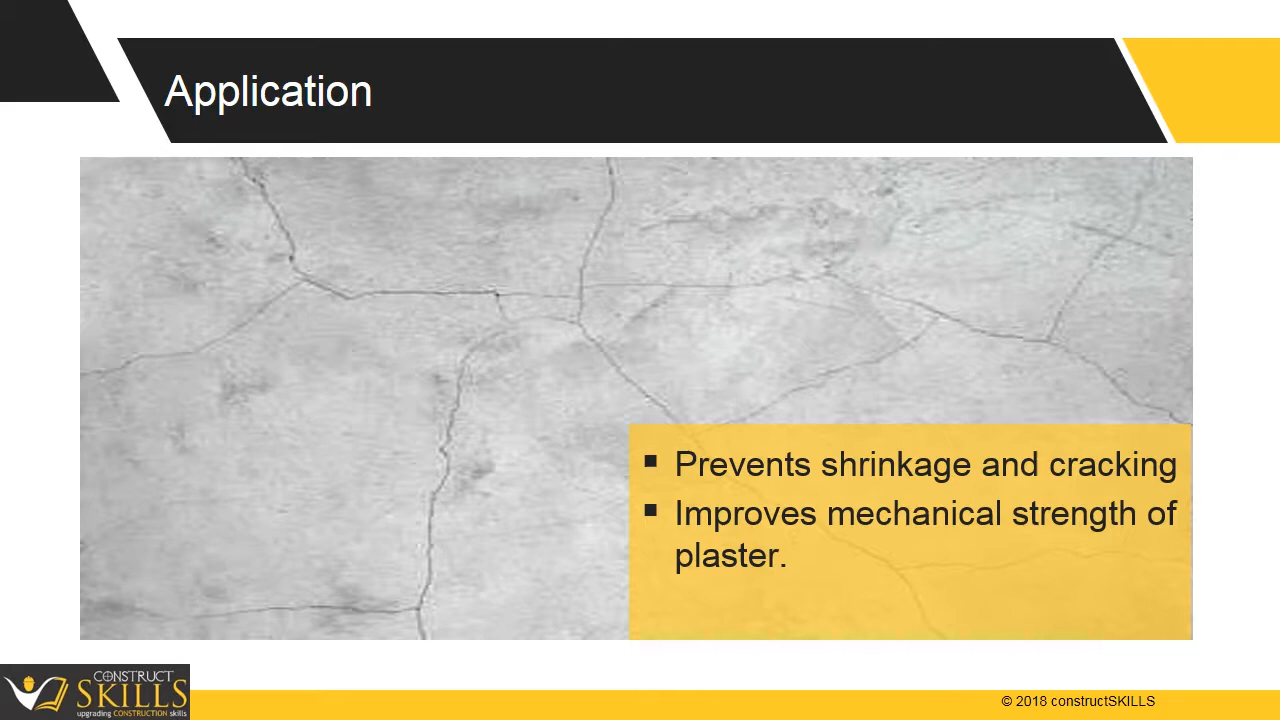 Application
▪ Prevents shrinkage and cracking
▪ Improves mechanical strength of
plaster.
CONSTRUCT
SKILLS
upgrading CONSTRUCTION skills
© 2018 constructSKILLS